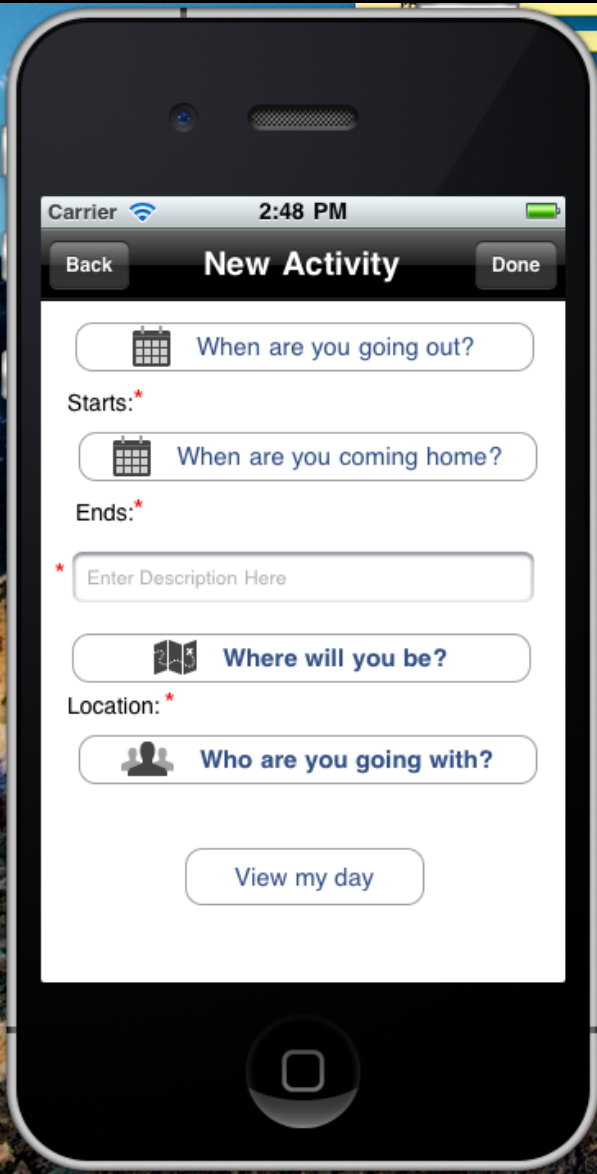 Carrier 2:48 PM
Back New Activity Done
When are you going out?
Starts:*
When are you coming home?
Ends:*
* Enter Description Here
Where will you be?
Location: *
Who are you going with?
View my day